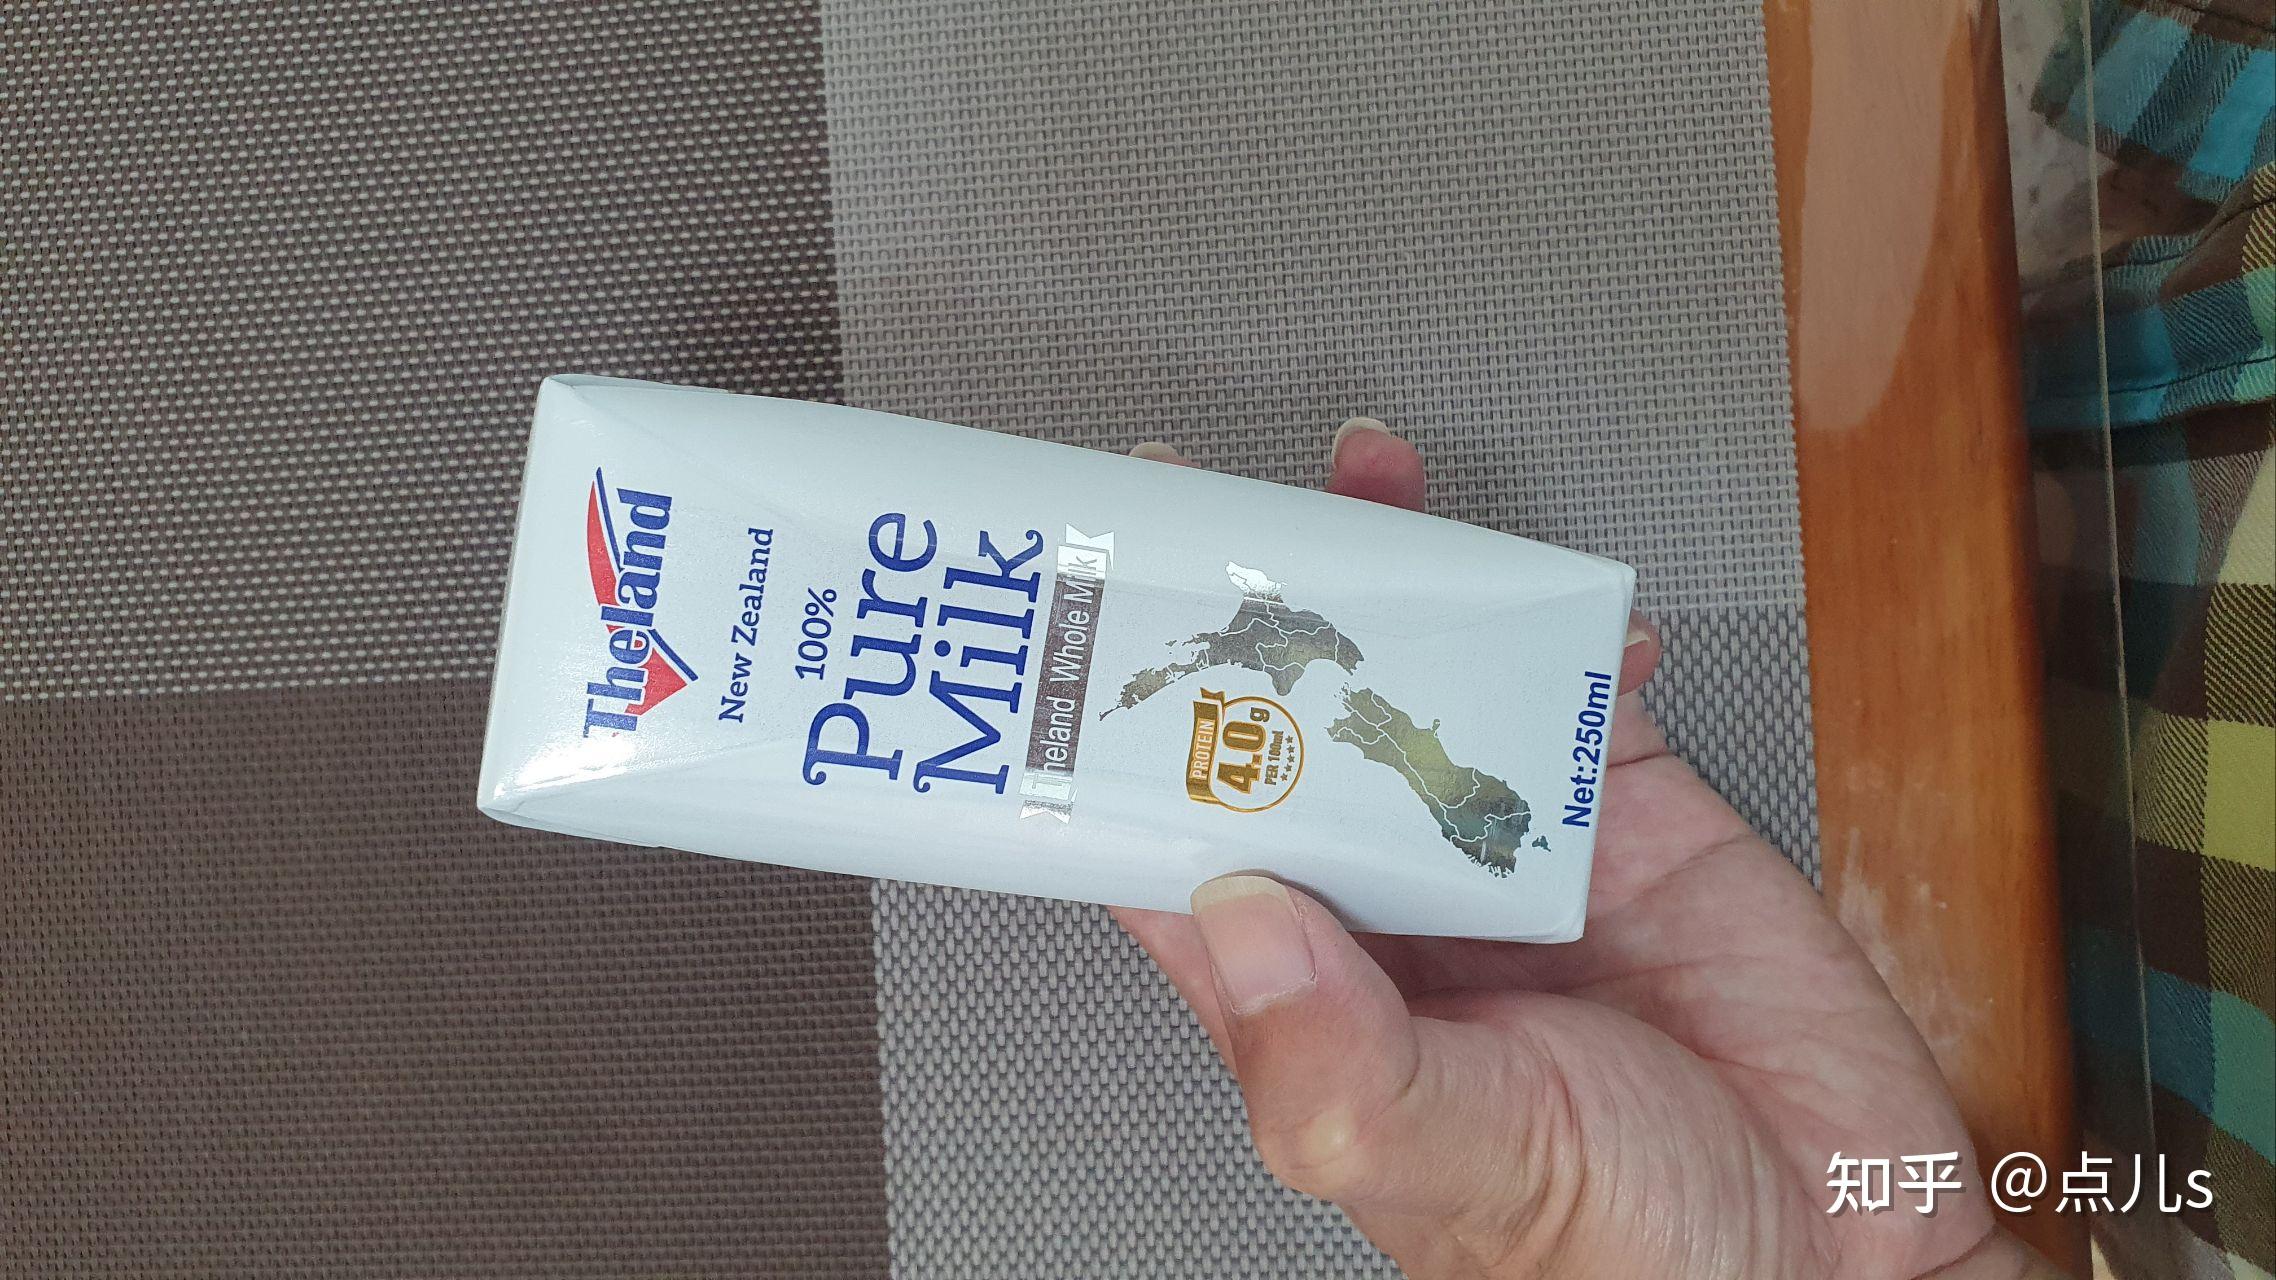 Theland
New Zealand
100%
Pure
Milk
Theland Whole Milk
PROTEIN
4.0g
PER 100ml
Net:250ml
知乎 @点儿s